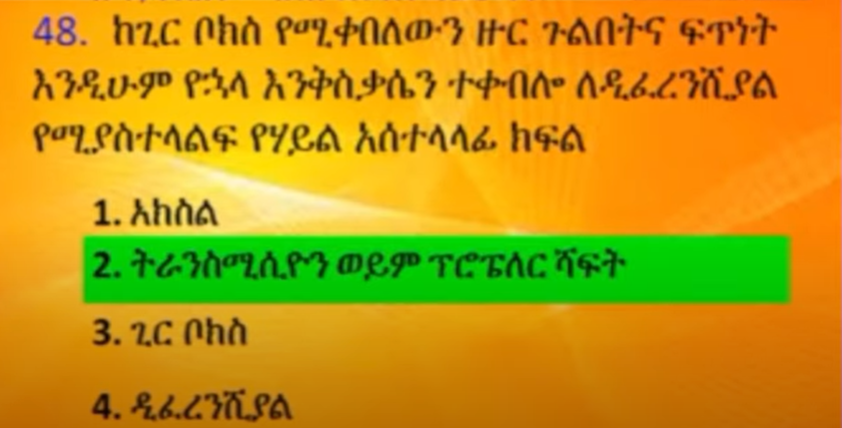 48. ከጊር ቦክስ የሚቀበለውን ዙር ጉልበትና ፍጥነት
እንዲሁም የኋላ እንቅስቃሴን ተቀብሎ ለዲፈረንሺያል
የሚያስተላልፍ የሃይል አሰተላላፊ ክፍል
1. አክስል
2. ትራንስሚሲዮን ወይም ፕሮፔለር ሻፍት
3. ጊር ቦክስ
4. ዲፈረንሺያል